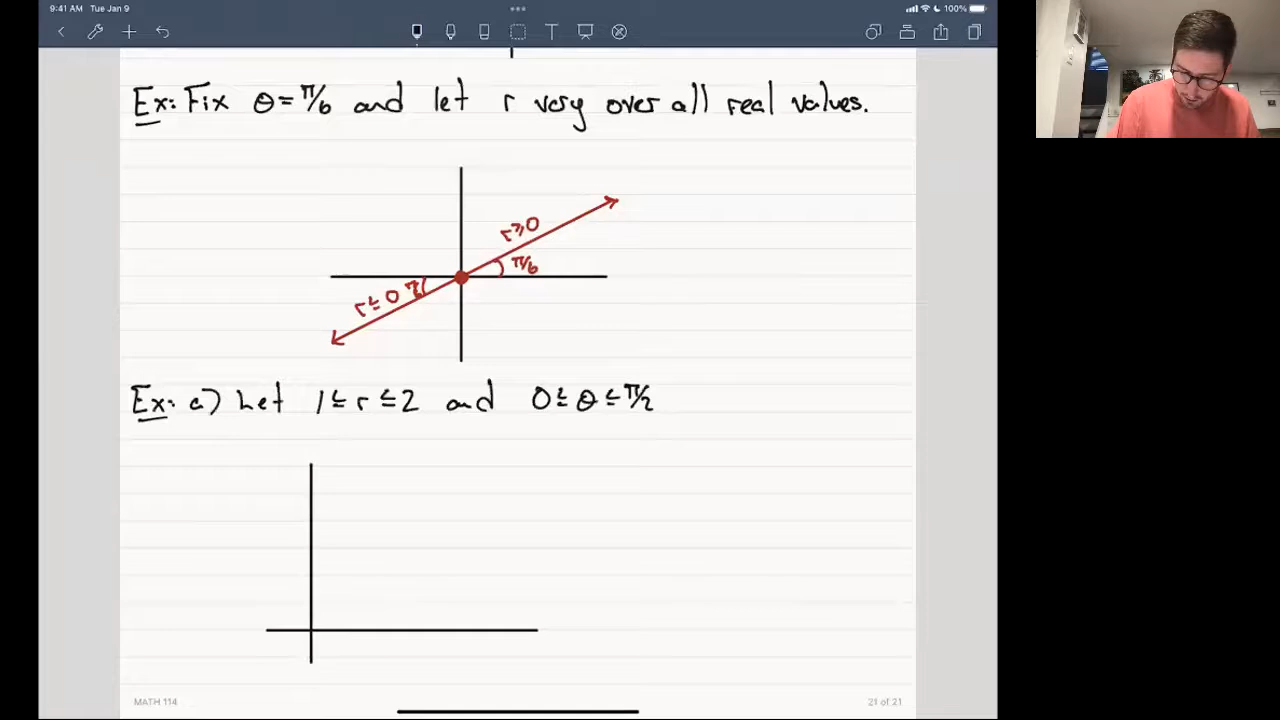 9:41 AM Tue Jan 9
100%
Ex: Fix θ = π/6 and let r very over all real values.
r≥0
π/6
r≤0
Ex: a) Let 1 ≤ r ≤ 2 and 0 ≤ θ ≤ π/2
MATH 114
21 of 21